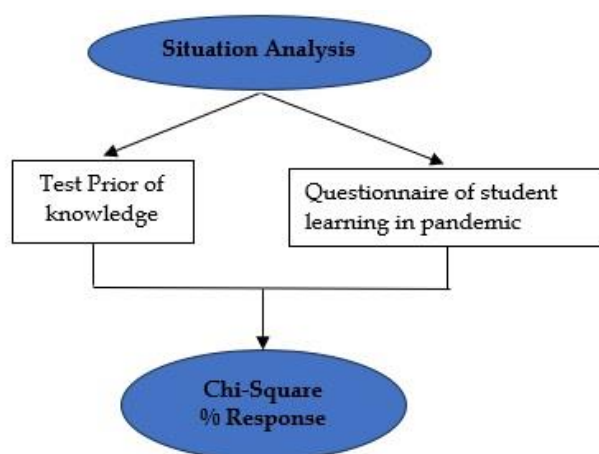 Situation Analysis
Test Prior of
knowledge
Questionnaire of student
learning in pandemic
Chi-Square
% Response